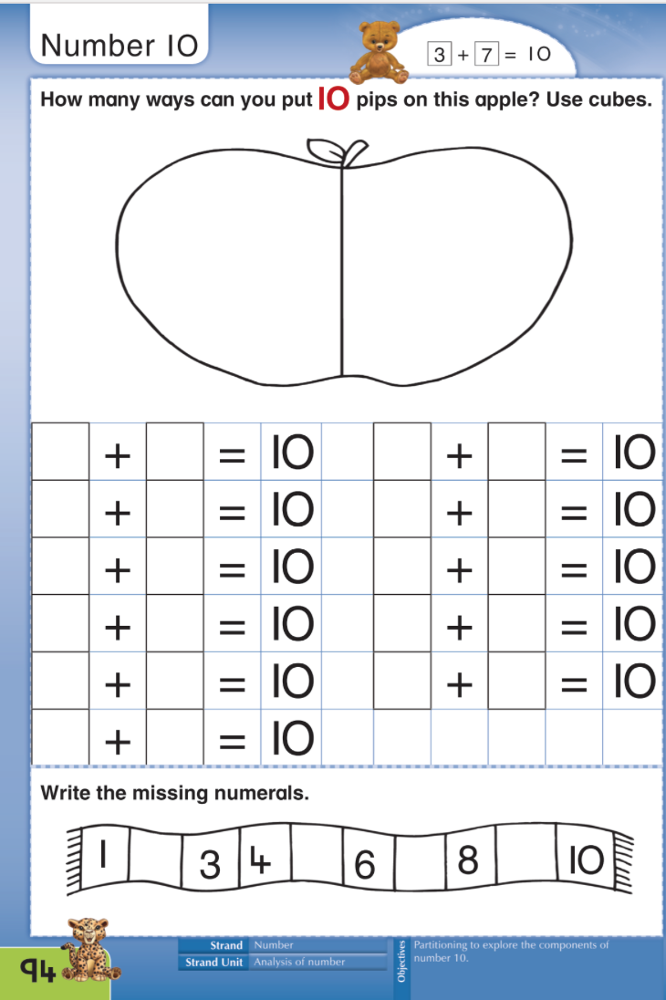 Number 10
3 + 7 = 10
How many ways can you put 10 pips on this apple? Use cubes.
+ = 10 + = 10
+ = 10 + = 10
+ = 10 + = 10
+ = 10 + = 10
+ = 10 + = 10
+ = 10
Write the missing numerals.
1 3 4 6 8 10
94
Strand Number
Strand Unit Analysis of number
Objectives
Partitioning to explore the components of
number 10.